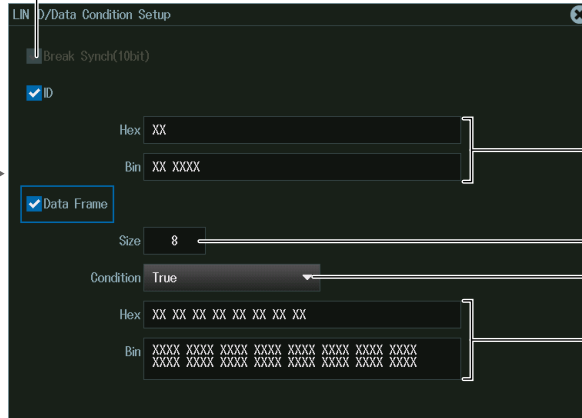 LIN ID/Data Condition Setup
Break Synch(10bit)
ID
Hex XX
Bin XX XXXX
Data Frame
Size 8
Condition True
Hex XX XX XX XX XX XX XX XX
Bin XXXX XXXX XXXX XXXX XXXX XXXX XXXX XXXX
XXXX XXXX XXXX XXXX XXXX XXXX XXXX XXXX